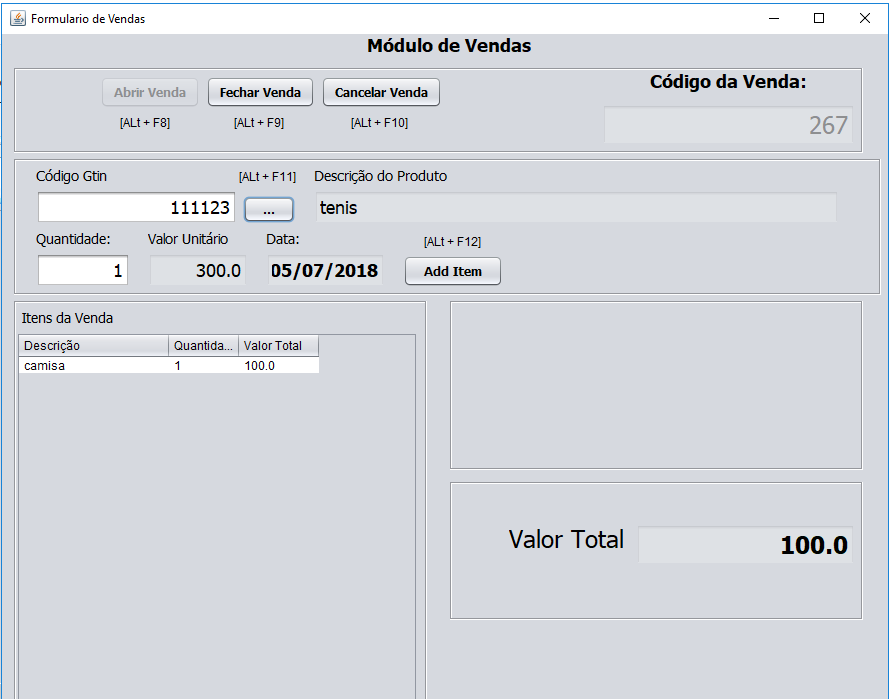 Formulario de Vendas
Módulo de Vendas
Abrir Venda Fechar Venda Cancelar Venda Código da Venda:
[ALt + F8] [ALt + F9] [ALt + F10] 267
Código Gtin [ALt + F11] Descrição do Produto
111123 ... tenis
Quantidade: Valor Unitário Data: [ALt + F12]
1 300.0 05/07/2018 Add Item
Itens da Venda
Descrição Quantida... Valor Total
camisa 1 100.0
Valor Total 100.0